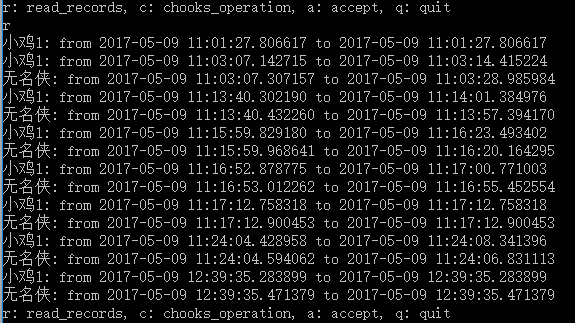 r: read_records, c: chooks_operation, a: accept, q: quit
r
小鸡1: from 2017-05-09 11:01:27.806617 to 2017-05-09 11:01:27.806617
小鸡1: from 2017-05-09 11:03:07.142715 to 2017-05-09 11:03:14.415224
无名侠: from 2017-05-09 11:03:07.307157 to 2017-05-09 11:03:28.985984
小鸡1: from 2017-05-09 11:13:40.302190 to 2017-05-09 11:14:01.384976
无名侠: from 2017-05-09 11:13:40.432260 to 2017-05-09 11:13:57.394170
小鸡1: from 2017-05-09 11:15:59.829180 to 2017-05-09 11:16:23.493402
无名侠: from 2017-05-09 11:15:59.968641 to 2017-05-09 11:16:20.164295
小鸡1: from 2017-05-09 11:16:52.878775 to 2017-05-09 11:17:00.771003
无名侠: from 2017-05-09 11:16:53.012262 to 2017-05-09 11:16:55.452554
小鸡1: from 2017-05-09 11:17:12.758318 to 2017-05-09 11:17:12.758318
无名侠: from 2017-05-09 11:17:12.900453 to 2017-05-09 11:17:12.900453
小鸡1: from 2017-05-09 11:24:04.428958 to 2017-05-09 11:24:08.341396
无名侠: from 2017-05-09 11:24:04.594062 to 2017-05-09 11:24:06.831113
小鸡1: from 2017-05-09 12:39:35.283899 to 2017-05-09 12:39:35.283899
无名侠: from 2017-05-09 12:39:35.471379 to 2017-05-09 12:39:35.471379
r: read_records, c: chooks_operation, a: accept, q: quit